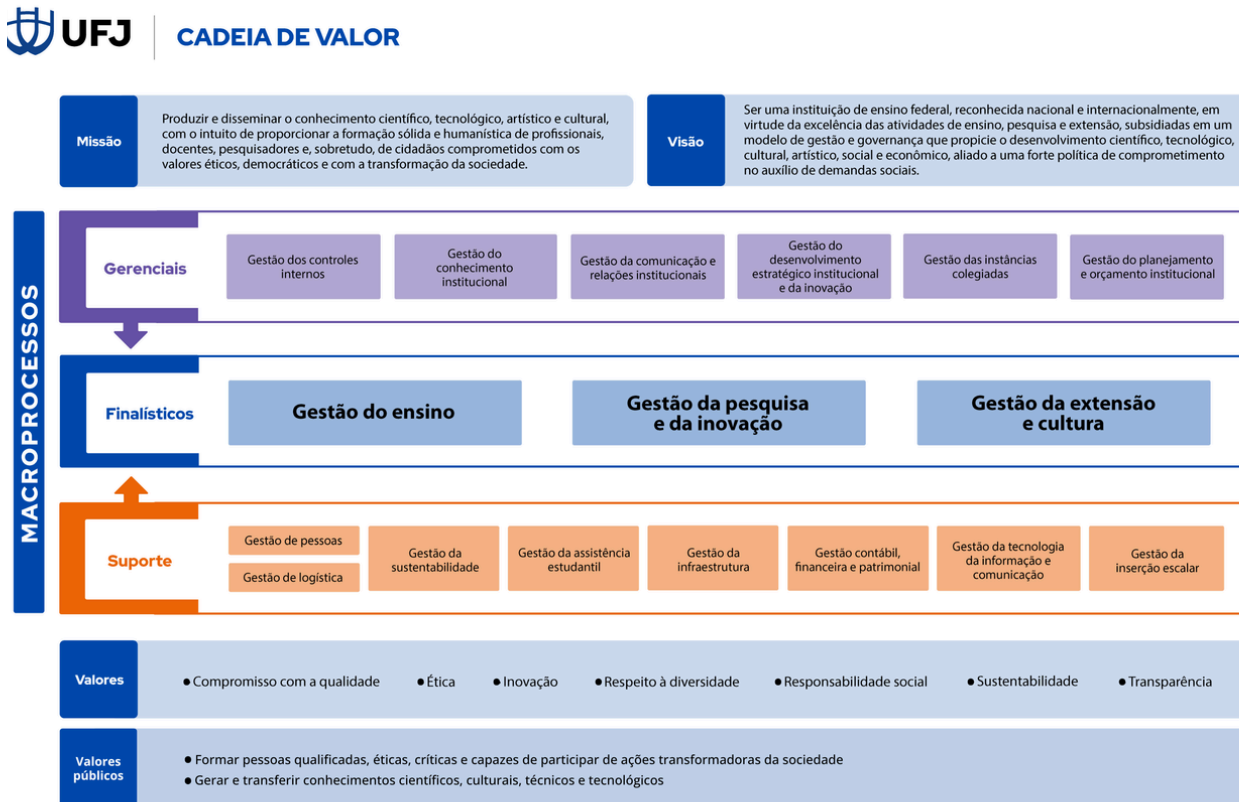 UFJ
CADEIA DE VALOR
Missão
Produzir e disseminar o conhecimento científico, tecnológico, artístico e cultural,
com o intuito de proporcionar a formação sólida e humanística de profissionais,
docentes, pesquisadores e, sobretudo, de cidadãos comprometidos com os
valores éticos, democráticos e com a transformação da sociedade.
Visão
Ser uma instituição de ensino federal, reconhecida nacional e internacionalmente, em
virtude da excelência das atividades de ensino, pesquisa e extensão, subsidiadas em um
modelo de gestão e governança que propicie o desenvolvimento científico, tecnológico,
cultural, artístico, social e econômico, aliado a uma forte política de comprometimento
no auxílio de demandas sociais.
MACROPROCESSOS
Gerenciais
Gestão dos controles
internos
Gestão do
conhecimento
institucional
Gestão da comunicação e
relações institucionais
Gestão do
desenvolvimento
estratégico institucional
e da inovação
Gestão das instâncias
colegiadas
Gestão do planejamento
e orçamento institucional
Finalísticos
Gestão do ensino
Gestão da pesquisa
e da inovação
Gestão da extensão
e cultura
Suporte
Gestão de pessoas
Gestão de logística
Gestão da
sustentabilidade
Gestão da assistência
estudantil
Gestão da
infraestrutura
Gestão contábil,
financeira e patrimonial
Gestão da tecnologia
da informação e
comunicação
Gestão da
inserção escalar
Valores
● Compromisso com a qualidade ● Ética ● Inovação ● Respeito à diversidade ● Responsabilidade social ● Sustentabilidade ● Transparência
Valores
públicos
● Formar pessoas qualificadas, éticas, críticas e capazes de participar de ações transformadoras da sociedade
● Gerar e transferir conhecimentos científicos, culturais, técnicos e tecnológicos